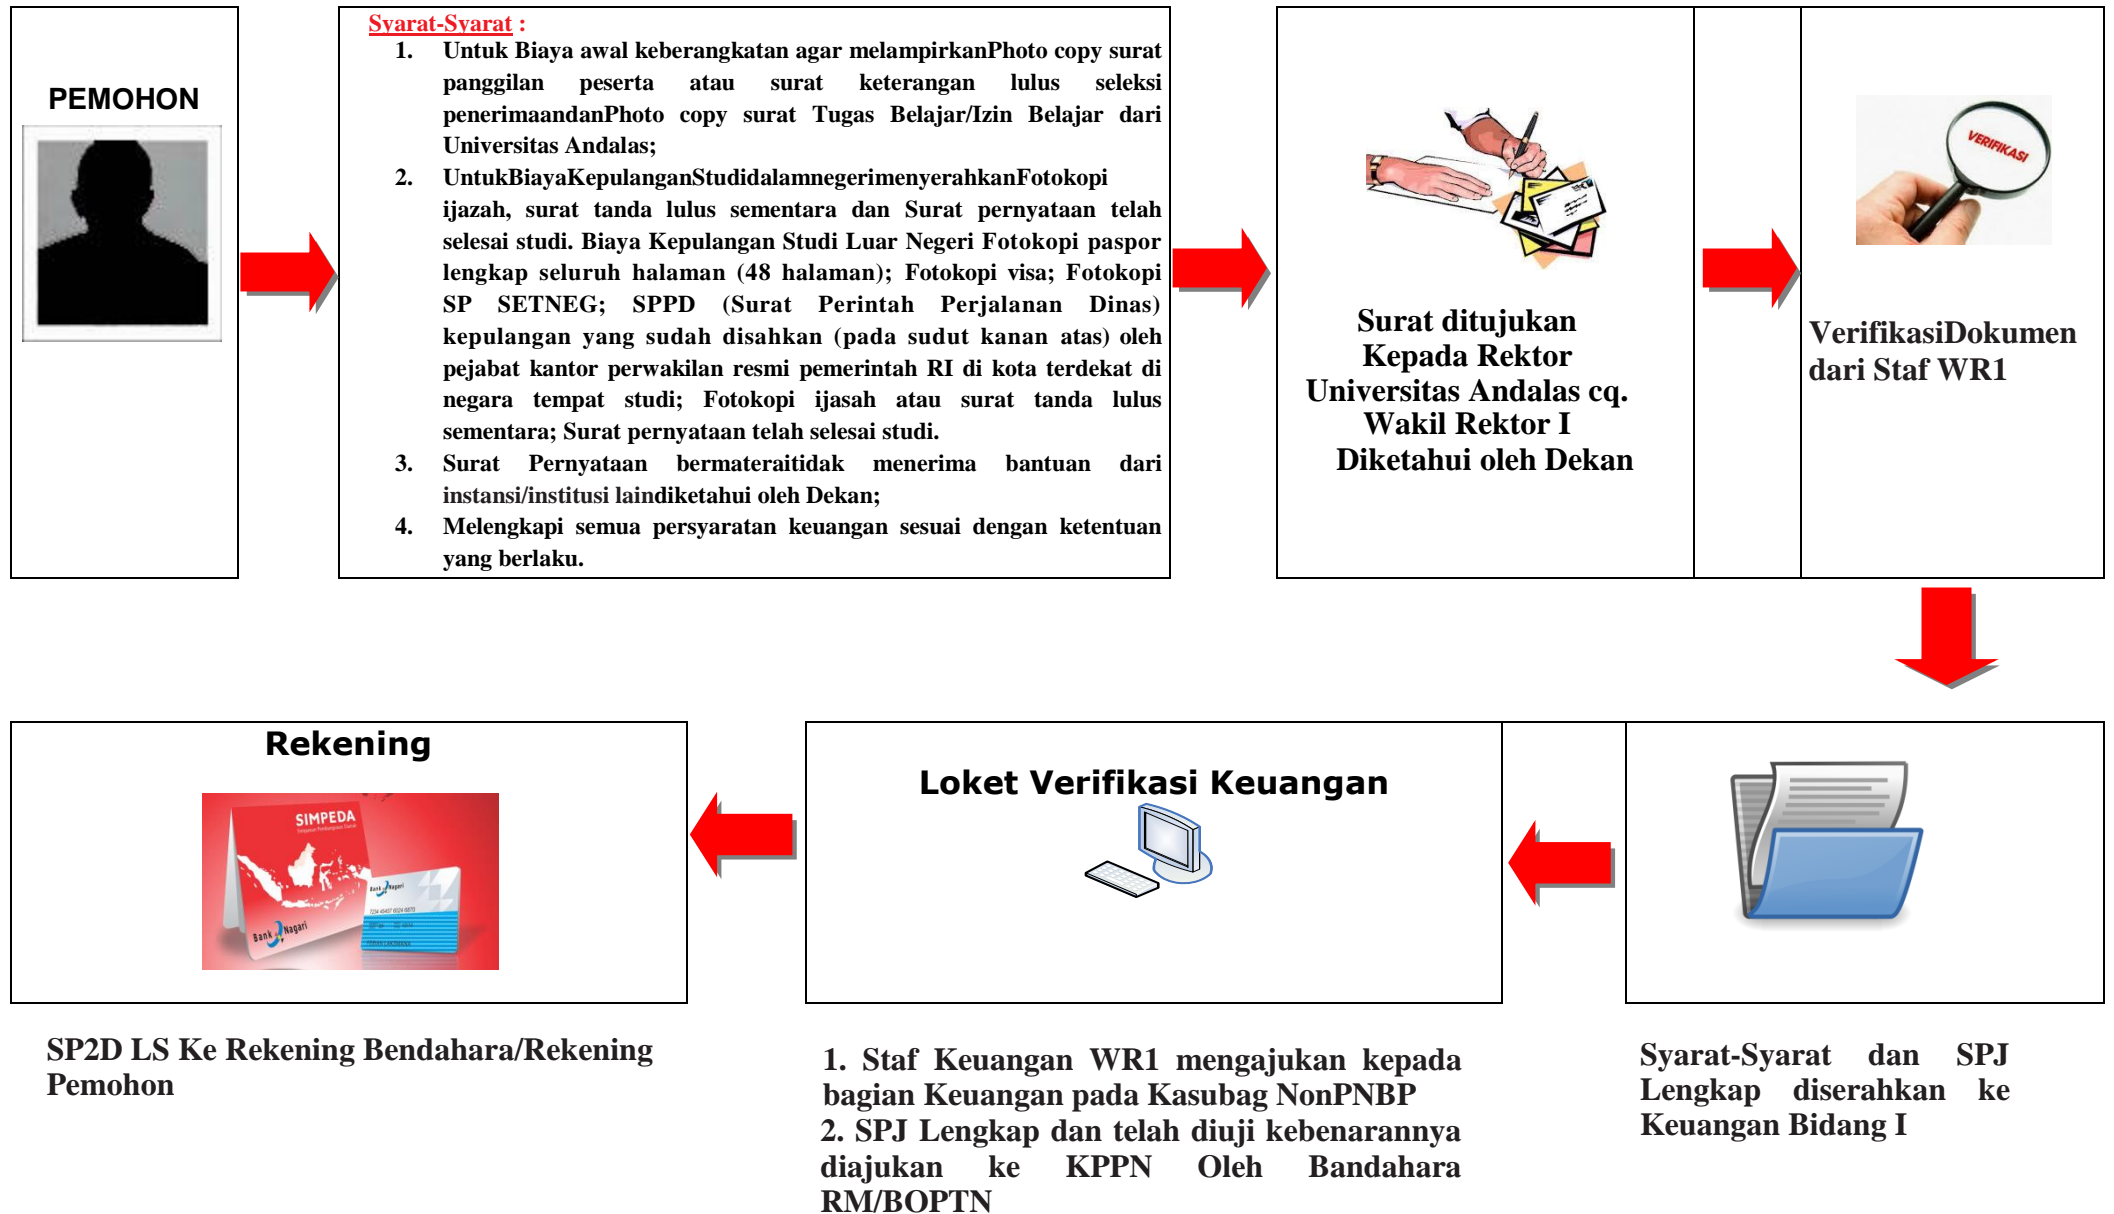 PEMOHON
Syarat-Syarat :
1. Untuk Biaya awal keberangkatan agar melampirkanPhoto copy surat
panggilan peserta atau surat keterangan lulus seleksi
penerimaandanPhoto copy surat Tugas Belajar/Izin Belajar dari
Universitas Andalas;
2. UntukBiayaKepulanganStudidalamnegerimenyerahkanFotokopi
ijazah, surat tanda lulus sementara dan Surat pernyataan telah
selesai studi. Biaya Kepulangan Studi Luar Negeri Fotokopi paspor
lengkap seluruh halaman (48 halaman); Fotokopi visa; Fotokopi
SP SETNEG; SPPD (Surat Perintah Perjalanan Dinas)
kepulangan yang sudah disahkan (pada sudut kanan atas) oleh
pejabat kantor perwakilan resmi pemerintah RI di kota terdekat di
negara tempat studi; Fotokopi ijasah atau surat tanda lulus
sementara; Surat pernyataan telah selesai studi.
3. Surat Pernyataan bermateraitidak menerima bantuan dari
instansi/institusi laindiketahui oleh Dekan;
4. Melengkapi semua persyaratan keuangan sesuai dengan ketentuan
yang berlaku.
Surat ditujukan
Kepada Rektor
Universitas Andalas cq.
Wakil Rektor I
Diketahui oleh Dekan
VERIFIKASI
VerifikasiDokumen
dari Staf WR1
Rekening
SIMPEDA
Bank Nagari
Bank Nagari
SP2D LS Ke Rekening Bendahara/Rekening
Pemohon
Loket Verifikasi Keuangan
1. Staf Keuangan WR1 mengajukan kepada
bagian Keuangan pada Kasubag NonPNBP
2. SPJ Lengkap dan telah diuji kebenarannya
diajukan ke KPPN Oleh Bandahara
RM/BOPTN
Syarat-Syarat dan SPJ
Lengkap diserahkan ke
Keuangan Bidang I